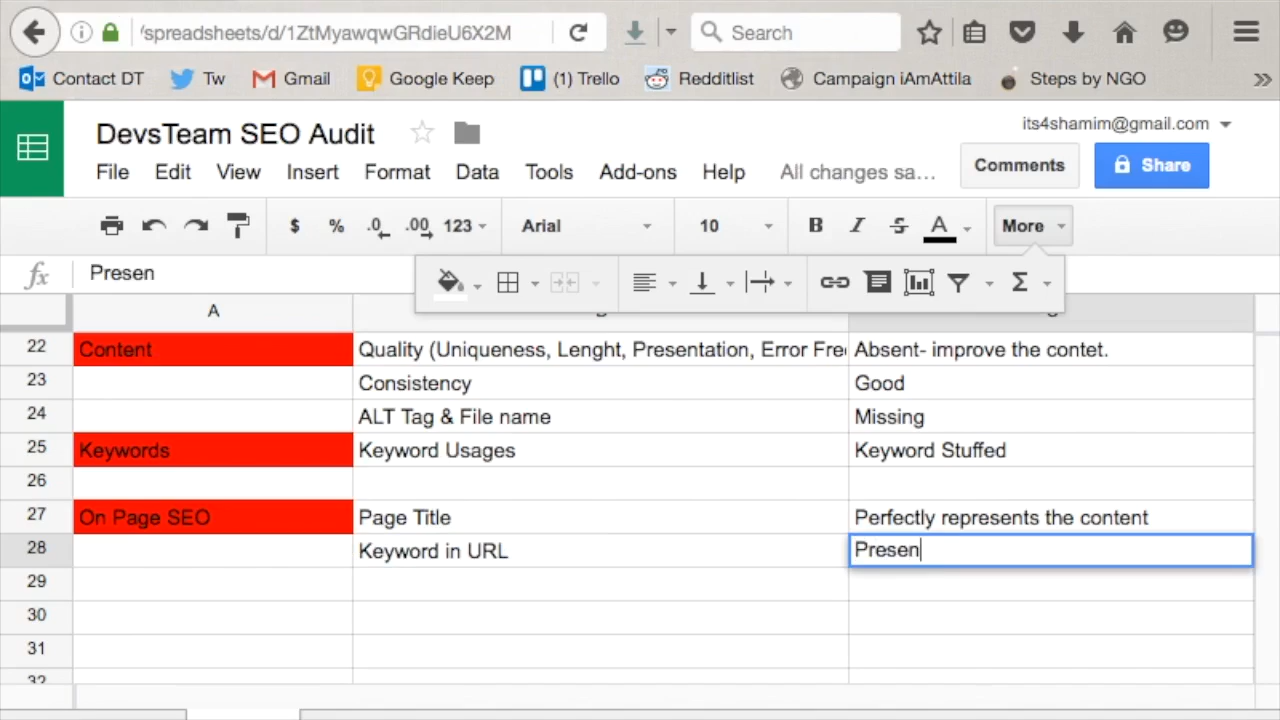 /spreadsheets/d/1ZtMyawqwGRdieU6X2M Search
Contact DT Tw Gmail Google Keep (1) Trello Redditlist Campaign iAmAttila Steps by NGO
DevsTeam SEO Audit
its4shamim@gmail.com
File Edit View Insert Format Data Tools Add-ons Help All changes sa…
Comments Share
$ % .0 .00 123 Arial 10 B I S A More
fx Presen
A
22 Content Quality (Uniqueness, Lenght, Presentation, Error Fre Absent- improve the contet.
23 Consistency Good
24 ALT Tag & File name Missing
25 Keywords Keyword Usages Keyword Stuffed
26
27 On Page SEO Page Title Perfectly represents the content
28 Keyword in URL Presen
29
30
31
32